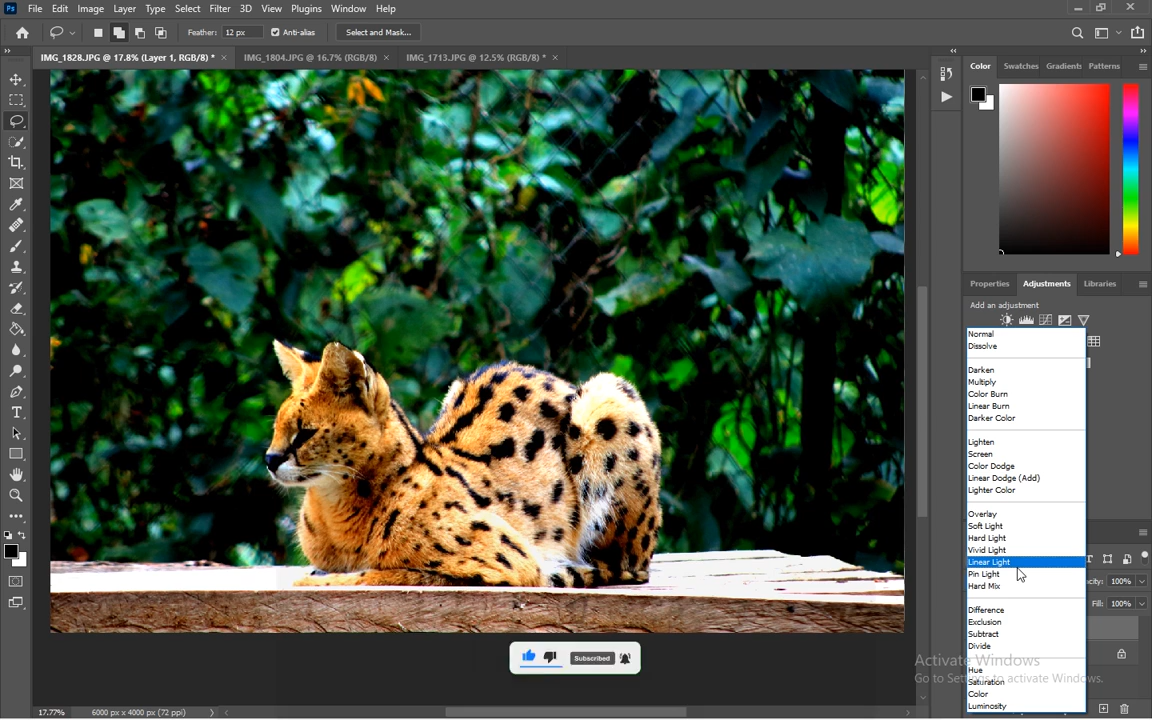 Ps File Edit Image Layer Type Select Filter 3D View Plugins Window Help
Feather: 12 px Anti-alias Select and Mask...
IMG_1828.JPG @ 17.8% (Layer 1, RGB/8) * × IMG_1804.JPG @ 16.7% (RGB/8) × IMG_1713.JPG @ 12.5% (RGB/8) * ×
Color Swatches Gradients Patterns
Properties Adjustments Libraries
Add an adjustment
Normal
Dissolve
Darken
Multiply
Color Burn
Linear Burn
Darker Color
Lighten
Screen
Color Dodge
Linear Dodge (Add)
Lighter Color
Overlay
Soft Light
Hard Light
Vivid Light
Linear Light
Pin Light
Hard Mix
Difference
Exclusion
Subtract
Divide
Hue
Saturation
Color
Luminosity
100%
Fill: 100%
Subscribed
Activate Windows
Go to Settings to activate Windows.
17.77% 6000 px x 4000 px (72 ppi)